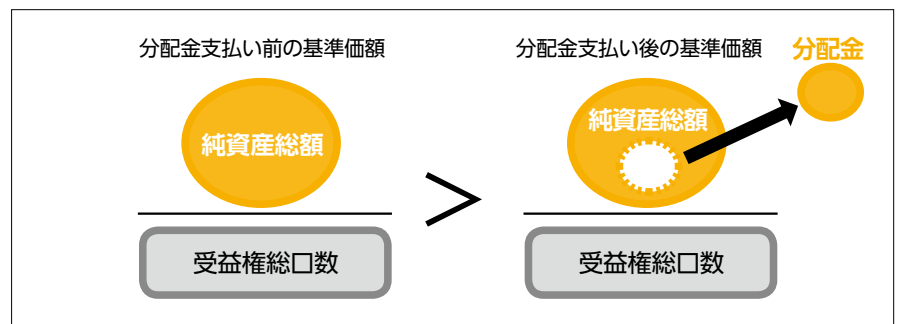 分配金支払い前の基準価額
純資産総額
受益権総口数
>
分配金支払い後の基準価額
分配金
純資産総額
受益権総口数